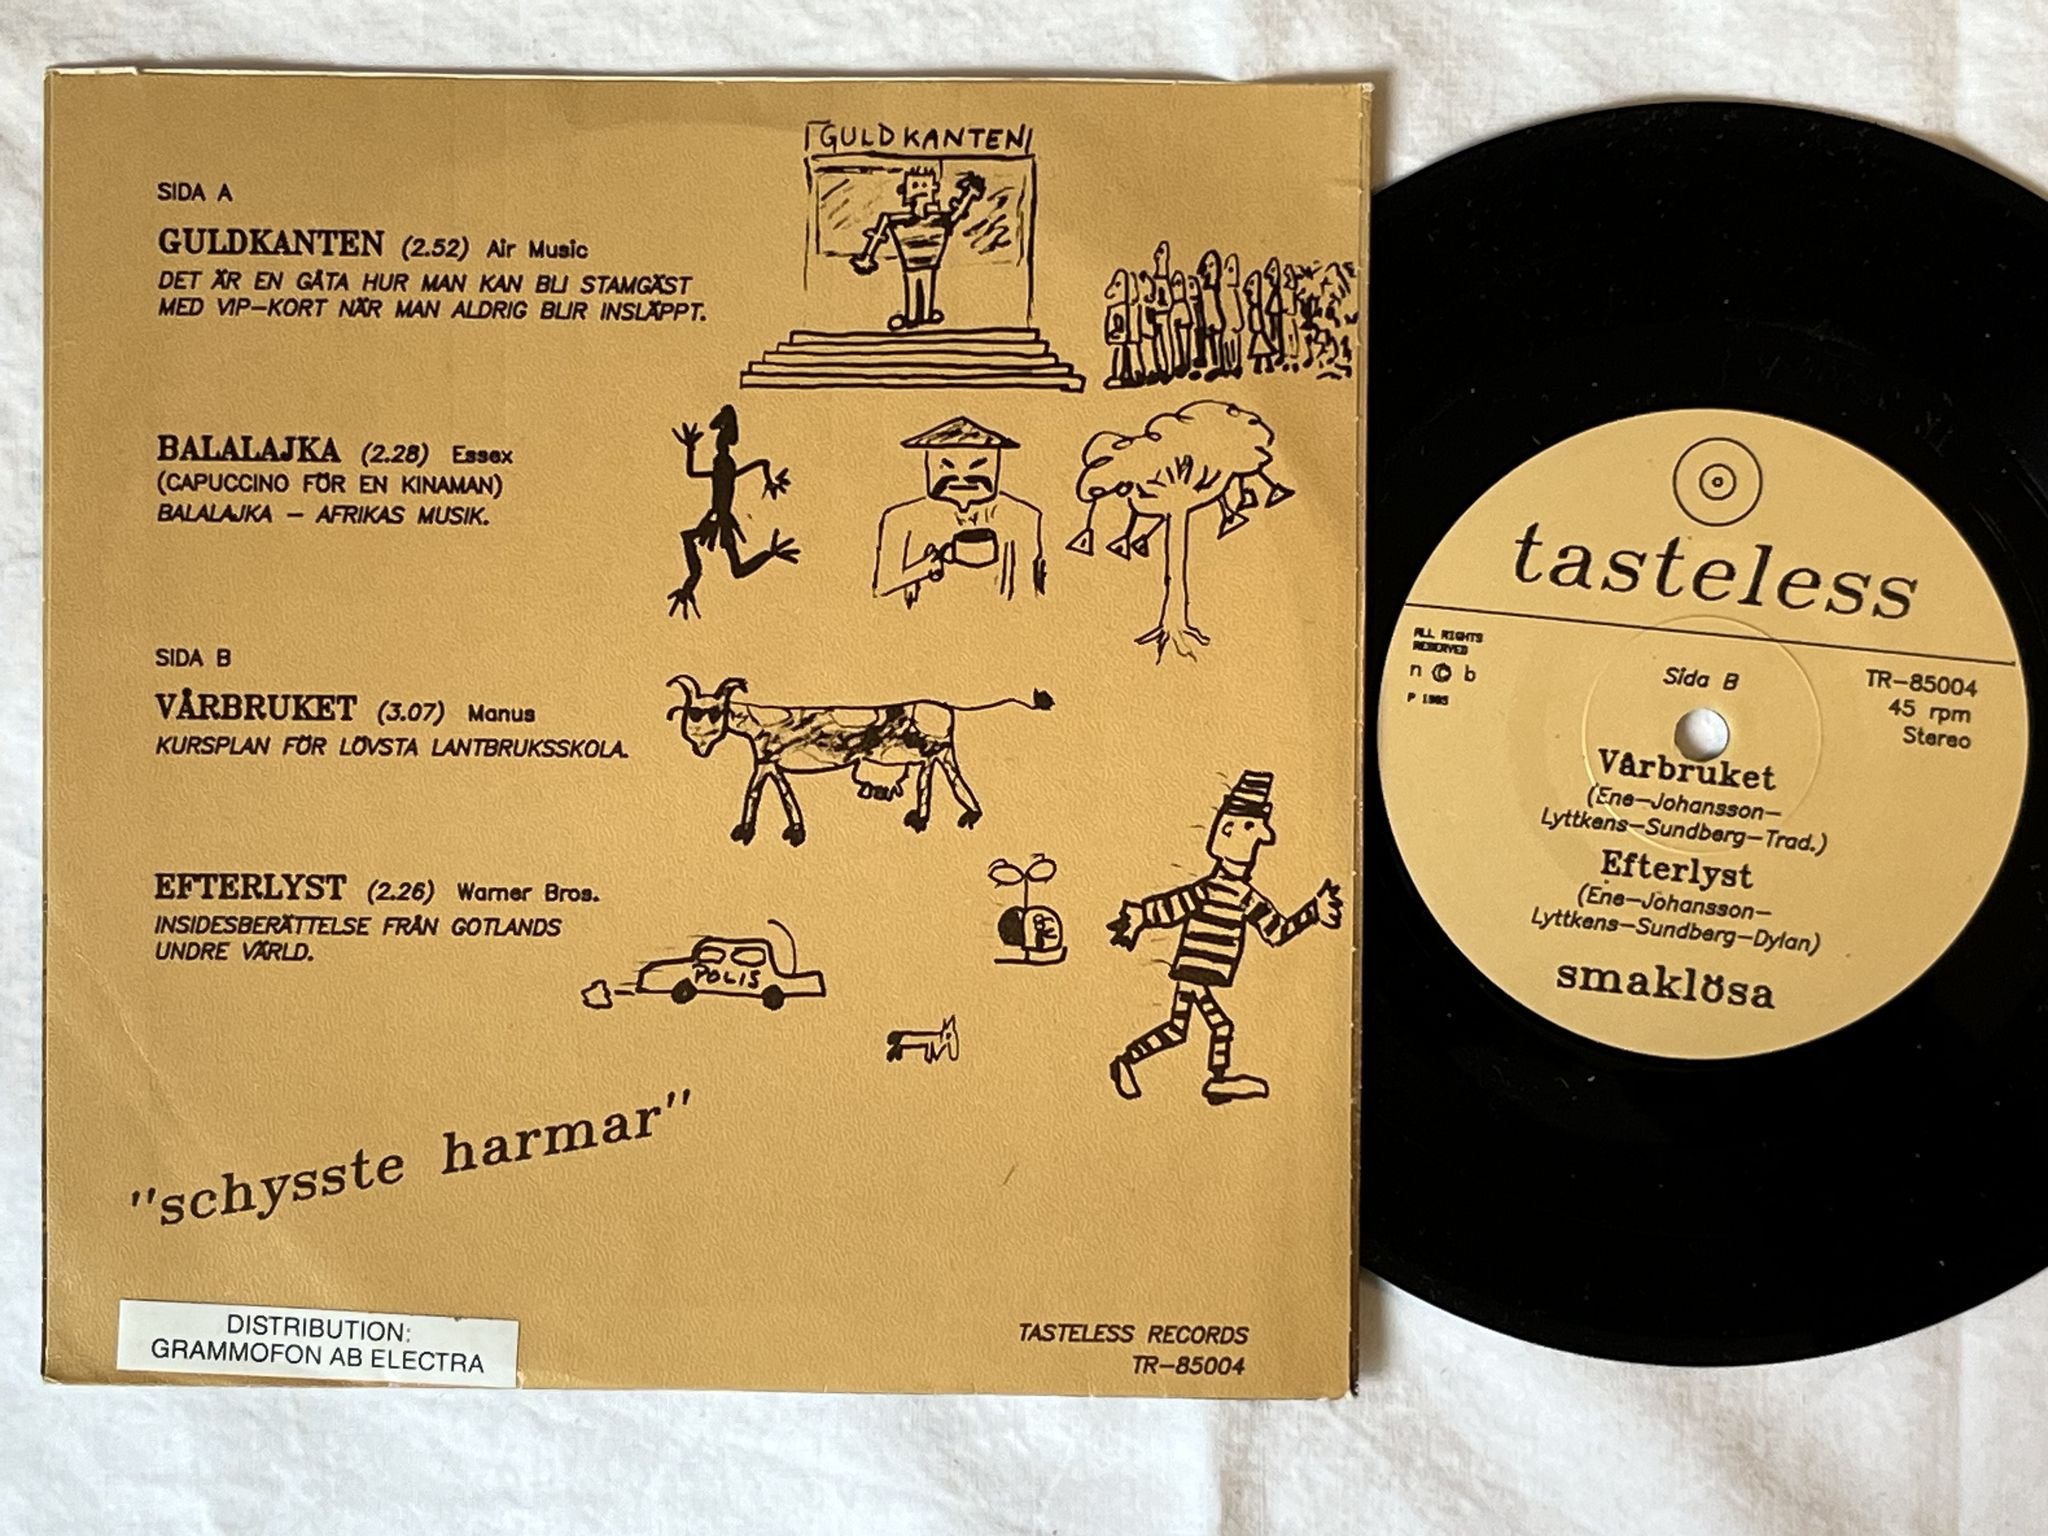 SIDA A
GULDKANTEN (2.52) Air Music
DET ÄR EN GÅTA HUR MAN KAN BLI STAMGÄST
MED VIP-KORT NÄR MAN ALDRIG BLIR INSLÄPPT.
GULDKANTEN
BALALAJKA (2.28) Essex
(CAPUCCINO FÖR EN KINAMAN)
BALALAJKA – AFRIKAS MUSIK.
SIDA B
VÅRBRUKET (3.07) Manus
KURSPLAN FÖR LÖVSTA LANTBRUKSSKOLA.
EFTERLYST (2.26) Warner Bros.
INSIDESBERÄTTELSE FRÅN GOTLANDS
UNDRE VÄRLD.
POLIS
"schysste harmar"
DISTRIBUTION:
GRAMMOFON AB ELECTRA
TASTELESS RECORDS
TR-85004
tasteless
ALL RIGHTS
RESERVED
n ©b
P 1985
Sida B
TR-85004
45 rpm
Stereo
Vårbruket
(Ene-Johansson-
Lyttkens-Sundberg-Trad.)
Efterlyst
(Ene-Johansson-
Lyttkens-Sundberg-Dylan)
smaklösa